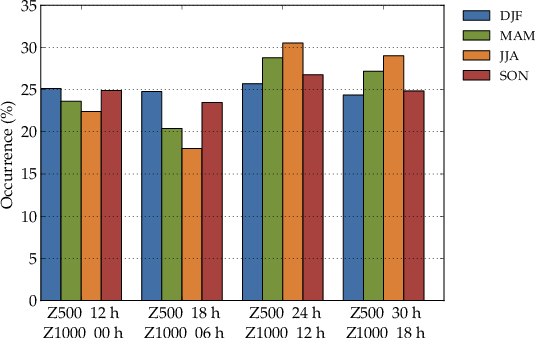 35
30
25
20
15
10
5
0
Occurrence (%)
DJF
MAM
JJA
SON
Z500 12 h
Z1000 00 h
Z500 18 h
Z1000 06 h
Z500 24 h
Z1000 12 h
Z500 30 h
Z1000 18 h